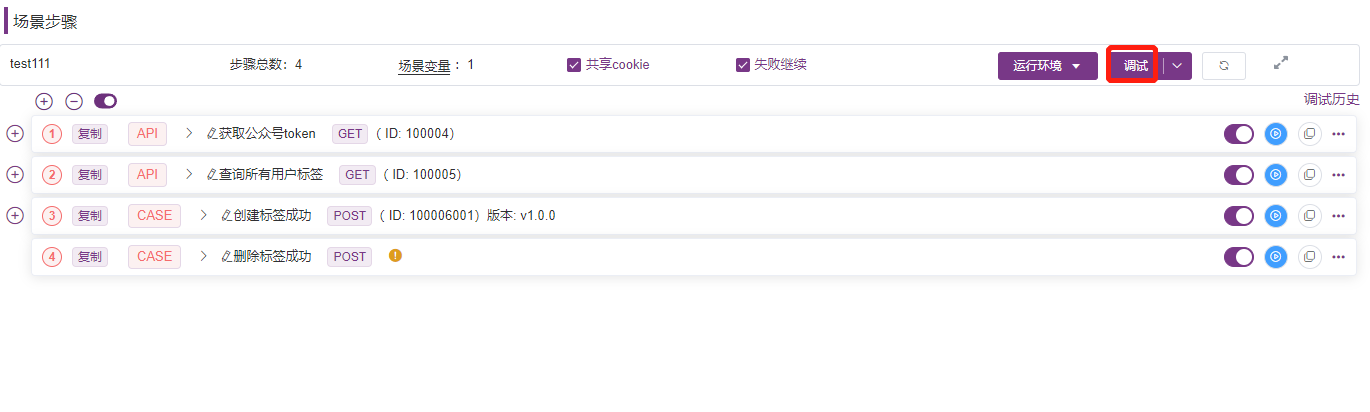 场景步骤
test111 步骤总数: 4 场景变量 : 1 共享cookie 失败继续 运行环境 调试
调试历史
1 复制 API 获取公众号token GET ( ID: 100004)
2 复制 API 查询所有用户标签 GET ( ID: 100005)
3 复制 CASE 创建标签成功 POST ( ID: 100006001) 版本: v1.0.0
4 复制 CASE 删除标签成功 POST